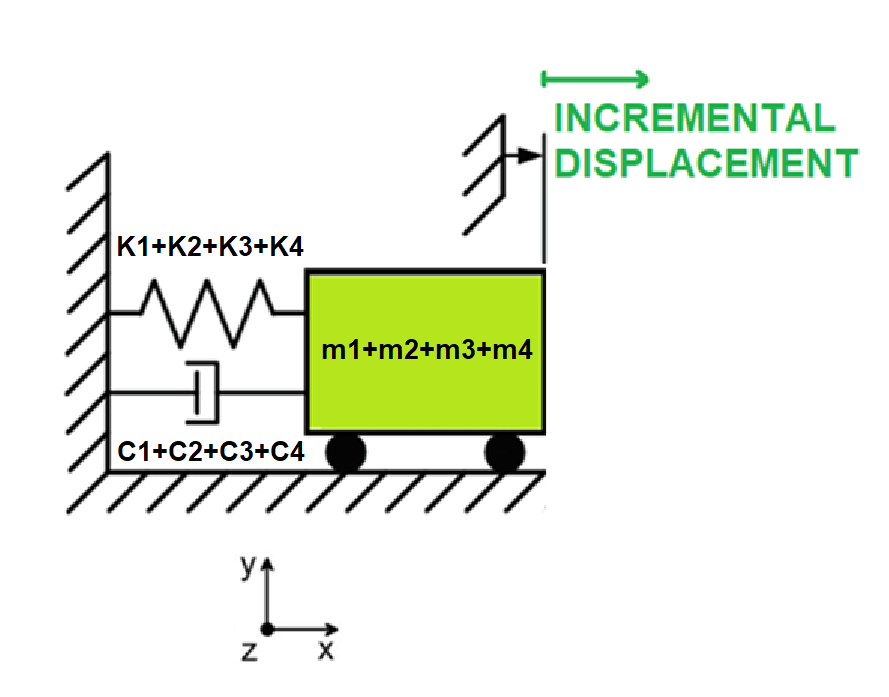 INCREMENTAL
DISPLACEMENT
K1+K2+K3+K4
m1+m2+m3+m4
C1+C2+C3+C4
y
z
x